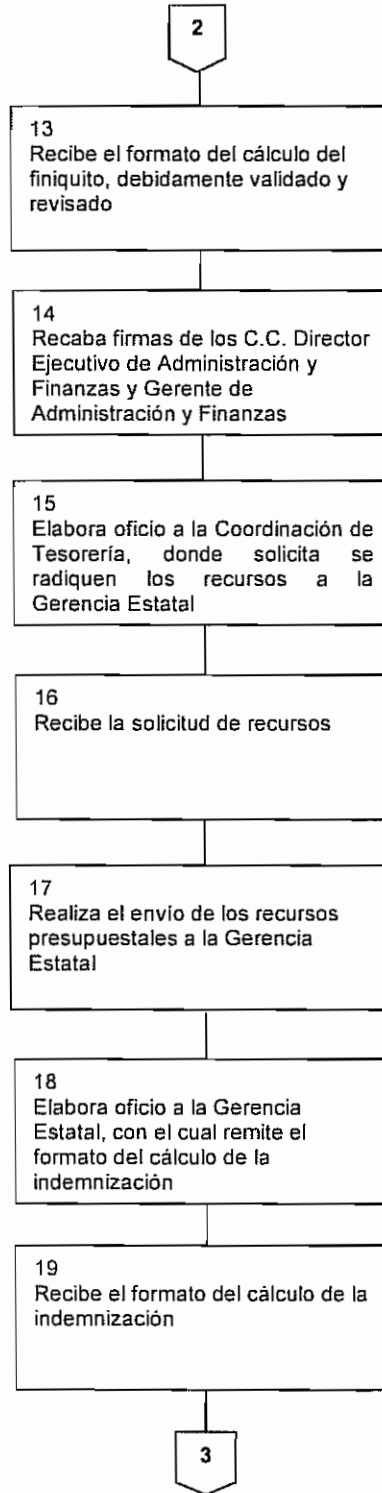 2
13
Recibe el formato del cálculo del
finiquito, debidamente validado y
revisado
14
Recaba firmas de los C.C. Director
Ejecutivo de Administración y
Finanzas y Gerente de
Administración y Finanzas
15
Elabora oficio a la Coordinación de
Tesorería, donde solicita se
radiquen los recursos a la
Gerencia Estatal
16
Recibe la solicitud de recursos
17
Realiza el envío de los recursos
presupuestales a la Gerencia
Estatal
18
Elabora oficio a la Gerencia
Estatal, con el cual remite el
formato del cálculo de la
indemnización
19
Recibe el formato del cálculo de la
indemnización
3